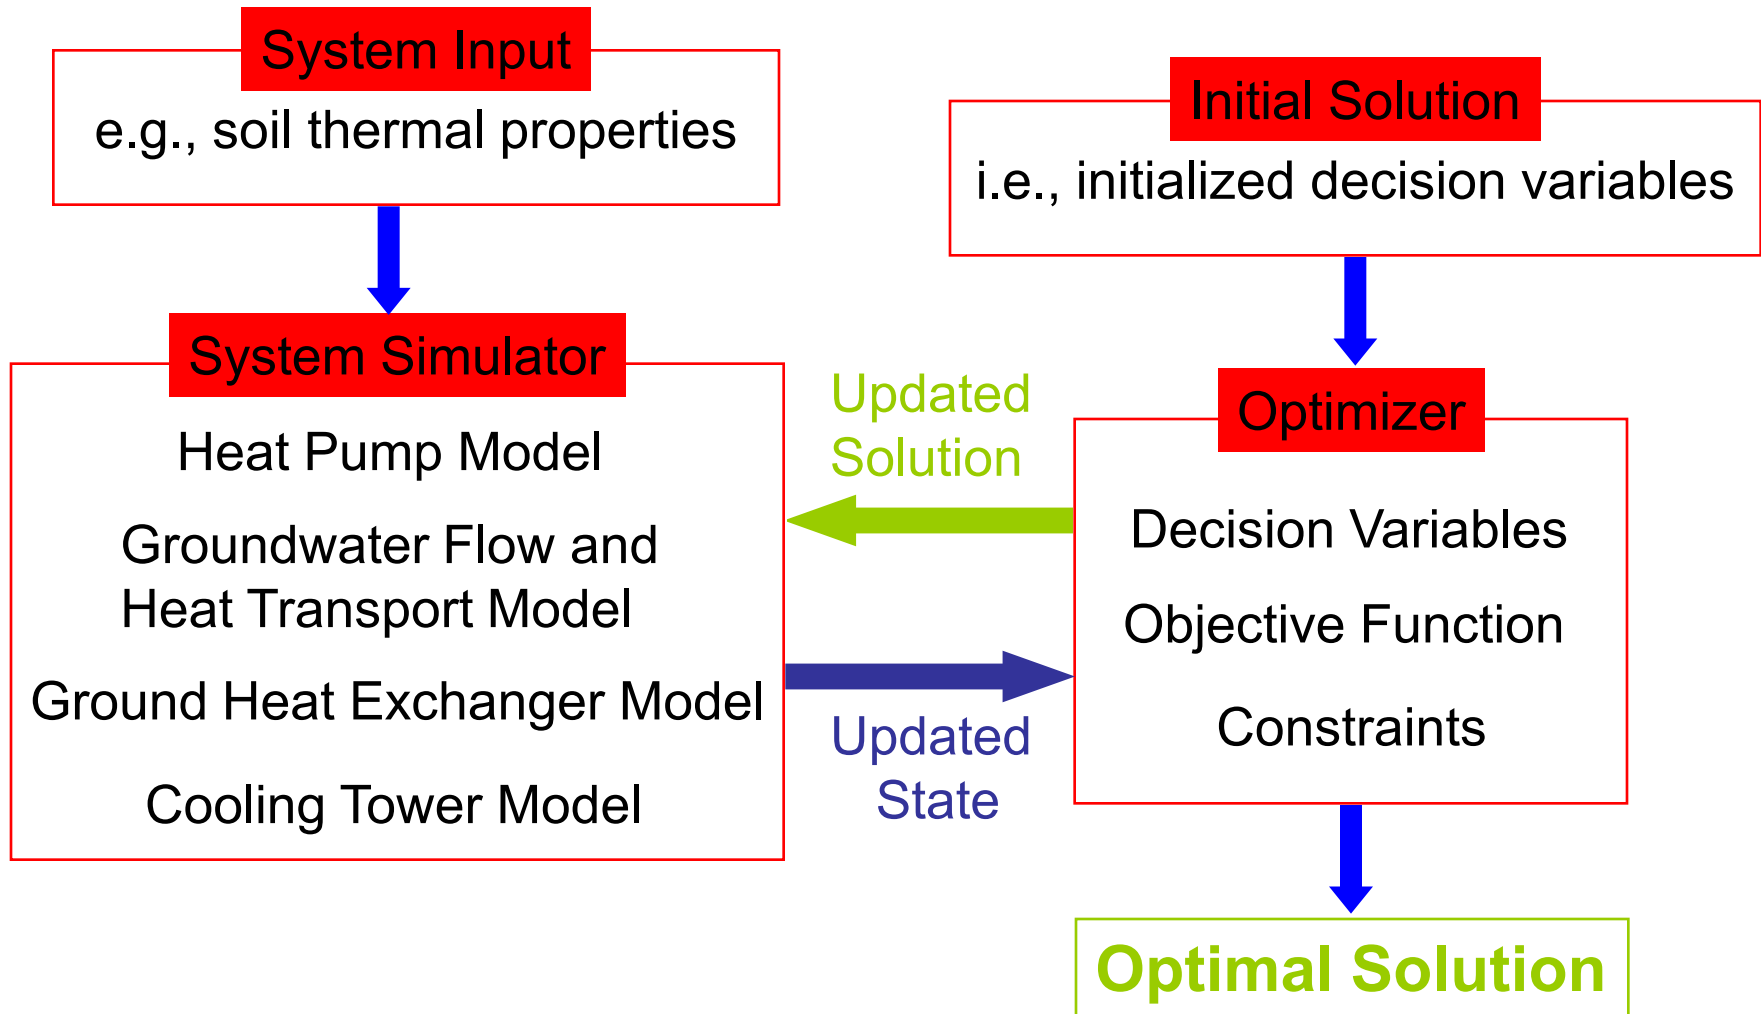 System Input
e.g., soil thermal properties
Initial Solution
i.e., initialized decision variables
System Simulator
Heat Pump Model
Groundwater Flow and
Heat Transport Model
Ground Heat Exchanger Model
Cooling Tower Model
Updated
Solution
Updated
State
Optimizer
Decision Variables
Objective Function
Constraints
Optimal Solution